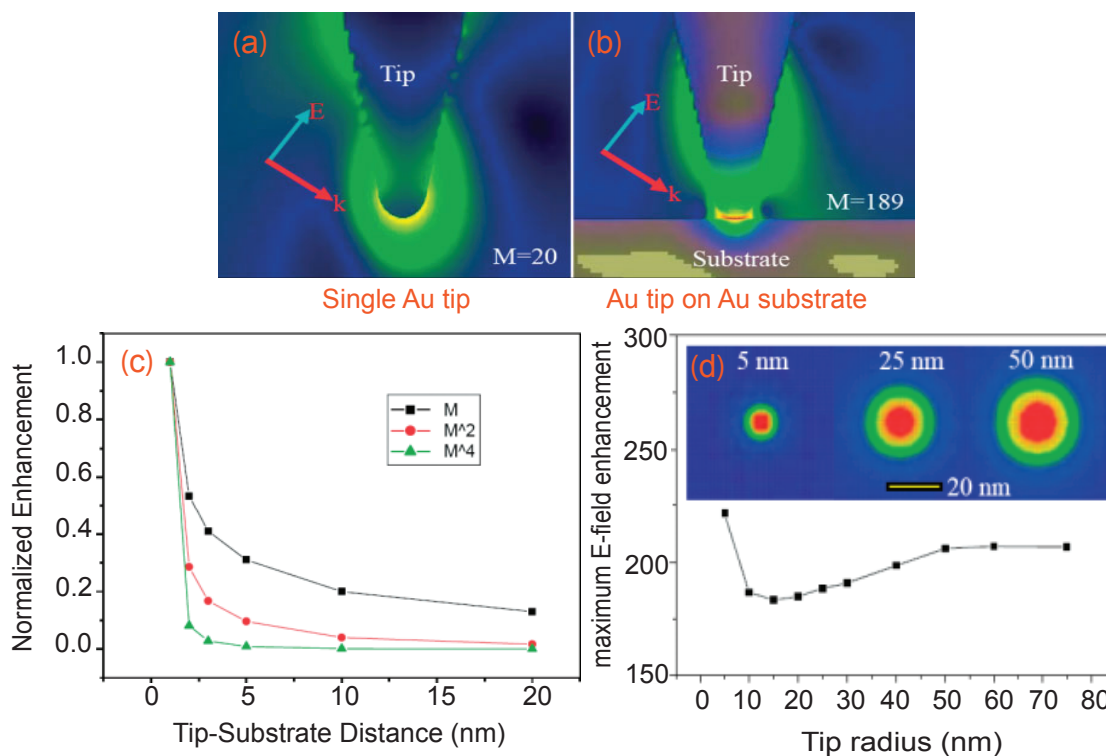 (a)
Tip
E
k
M=20
Single Au tip
(b)
Tip
E
k
M=189
Substrate
Au tip on Au substrate
(c)
Normalized Enhancement
1.0
0.8
0.6
0.4
0.2
0.0
M
M^2
M^4
0
5
10
15
20
Tip-Substrate Distance (nm)
(d)
maximum E-field enhancement
300
250
200
150
5 nm
25 nm
50 nm
20 nm
0
10
20
30
40
50
60
70
80
Tip radius (nm)